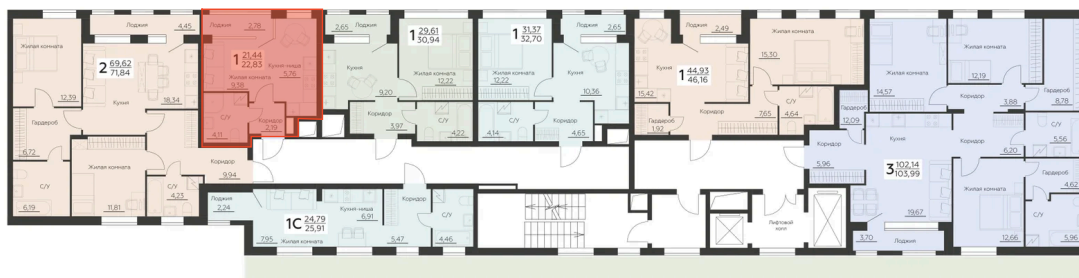 Жилая комната
12.39
Гардероб
6.72
С/У
6.19
2 69,62
71,84
Лоджия
4.45
Кухня
18.34
Жилая комната
11.81
С/У
4.23
Коридор
9.94
Лоджия
2.78
1 21,44
22,83
Кухня-ниша
5.76
Жилая комната
9.38
С/У
4.11
Коридор
2.19
2.65
Лоджия
Кухня
9.20
Коридор
3.97
1 29,61
30,94
Жилая комната
12.22
С/У
4.22
1 31,37
32,70
Жилая комната
12.22
С/У
4.14
Лоджия
2.65
Кухня
10.36
Коридор
4.65
Кухня
15.42
Гардероб
1.92
Лоджия
2.49
1 44,93
46,16
Жилая комната
15.30
Коридор
7.65
С/У
4.64
Лоджия
2.24
1С 24,79
25,91
Кухня-ниша
6.91
7.95
Жилая комната
Коридор
5.47
С/У
4.46
Лифтовый
холл
Жилая комната
14.57
Гардероб
12.09
Коридор
5.96
Кухня
19.67
3 102,14
103,99
3.70
Лоджия
Жилая комната
12.19
3.88
Гардероб
8.78
Коридор
6.20
С/У
5.56
4.62
Жилая комната
12.66
С/У
5.96